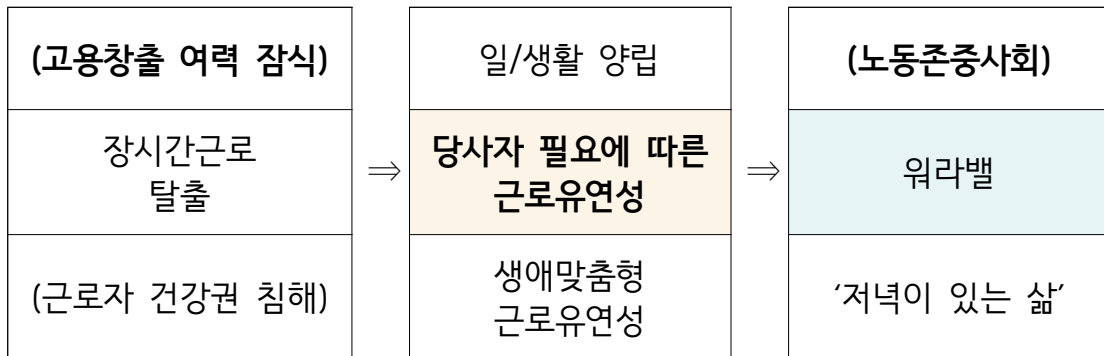 (고용창출 여력 잠식)
장시간근로
탈출
(근로자 건강권 침해)
⇒
일/생활 양립
당사자 필요에 따른
근로유연성
생애맞춤형
근로유연성
⇒
(노동존중사회)
워라밸
‘저녁이 있는 삶’